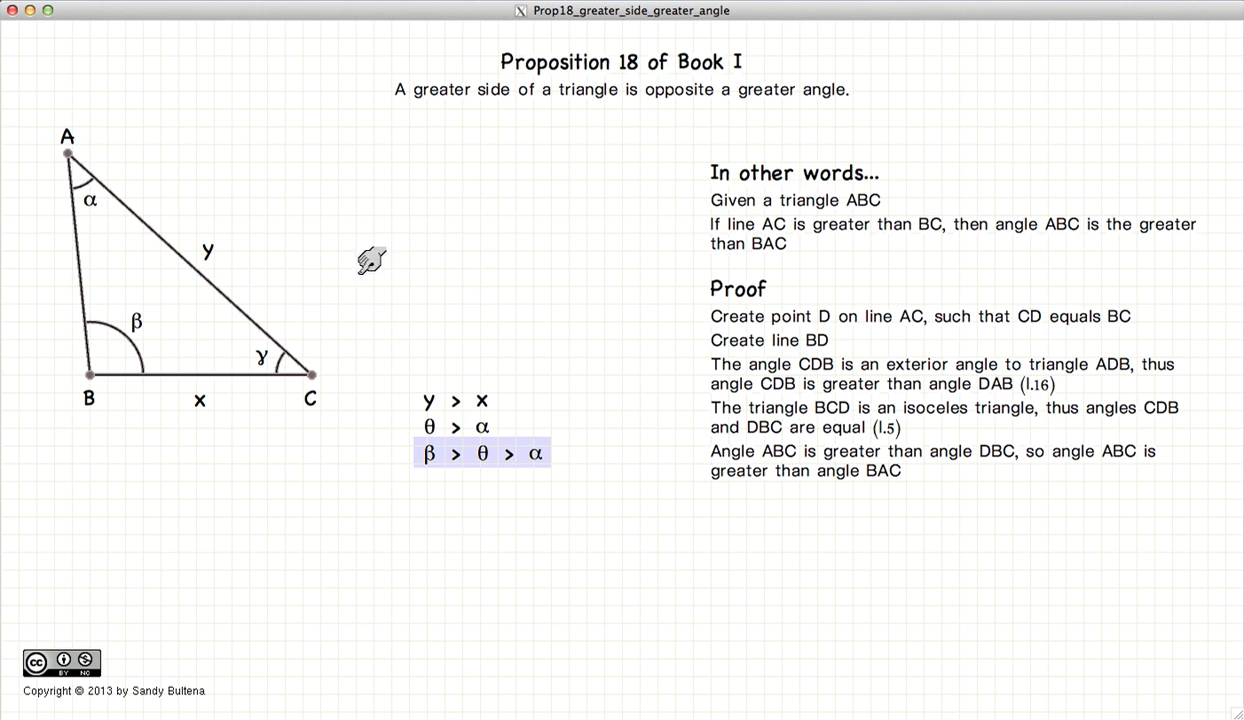 Prop18_greater_side_greater_angle
Proposition 18 of Book I
A greater side of a triangle is opposite a greater angle.
A
α
y
β
γ
B
x
C
y > x
θ > α
β > θ > α
In other words...
Given a triangle ABC
If line AC is greater than BC, then angle ABC is the greater
than BAC
Proof
Create point D on line AC, such that CD equals BC
Create line BD
The angle CDB is an exterior angle to triangle ADB, thus
angle CDB is greater than angle DAB (I.16)
The triangle BCD is an isoceles triangle, thus angles CDB
and DBC are equal (I.5)
Angle ABC is greater than angle DBC, so angle ABC is
greater than angle BAC
cc
BY NC
Copyright © 2013 by Sandy Bultena